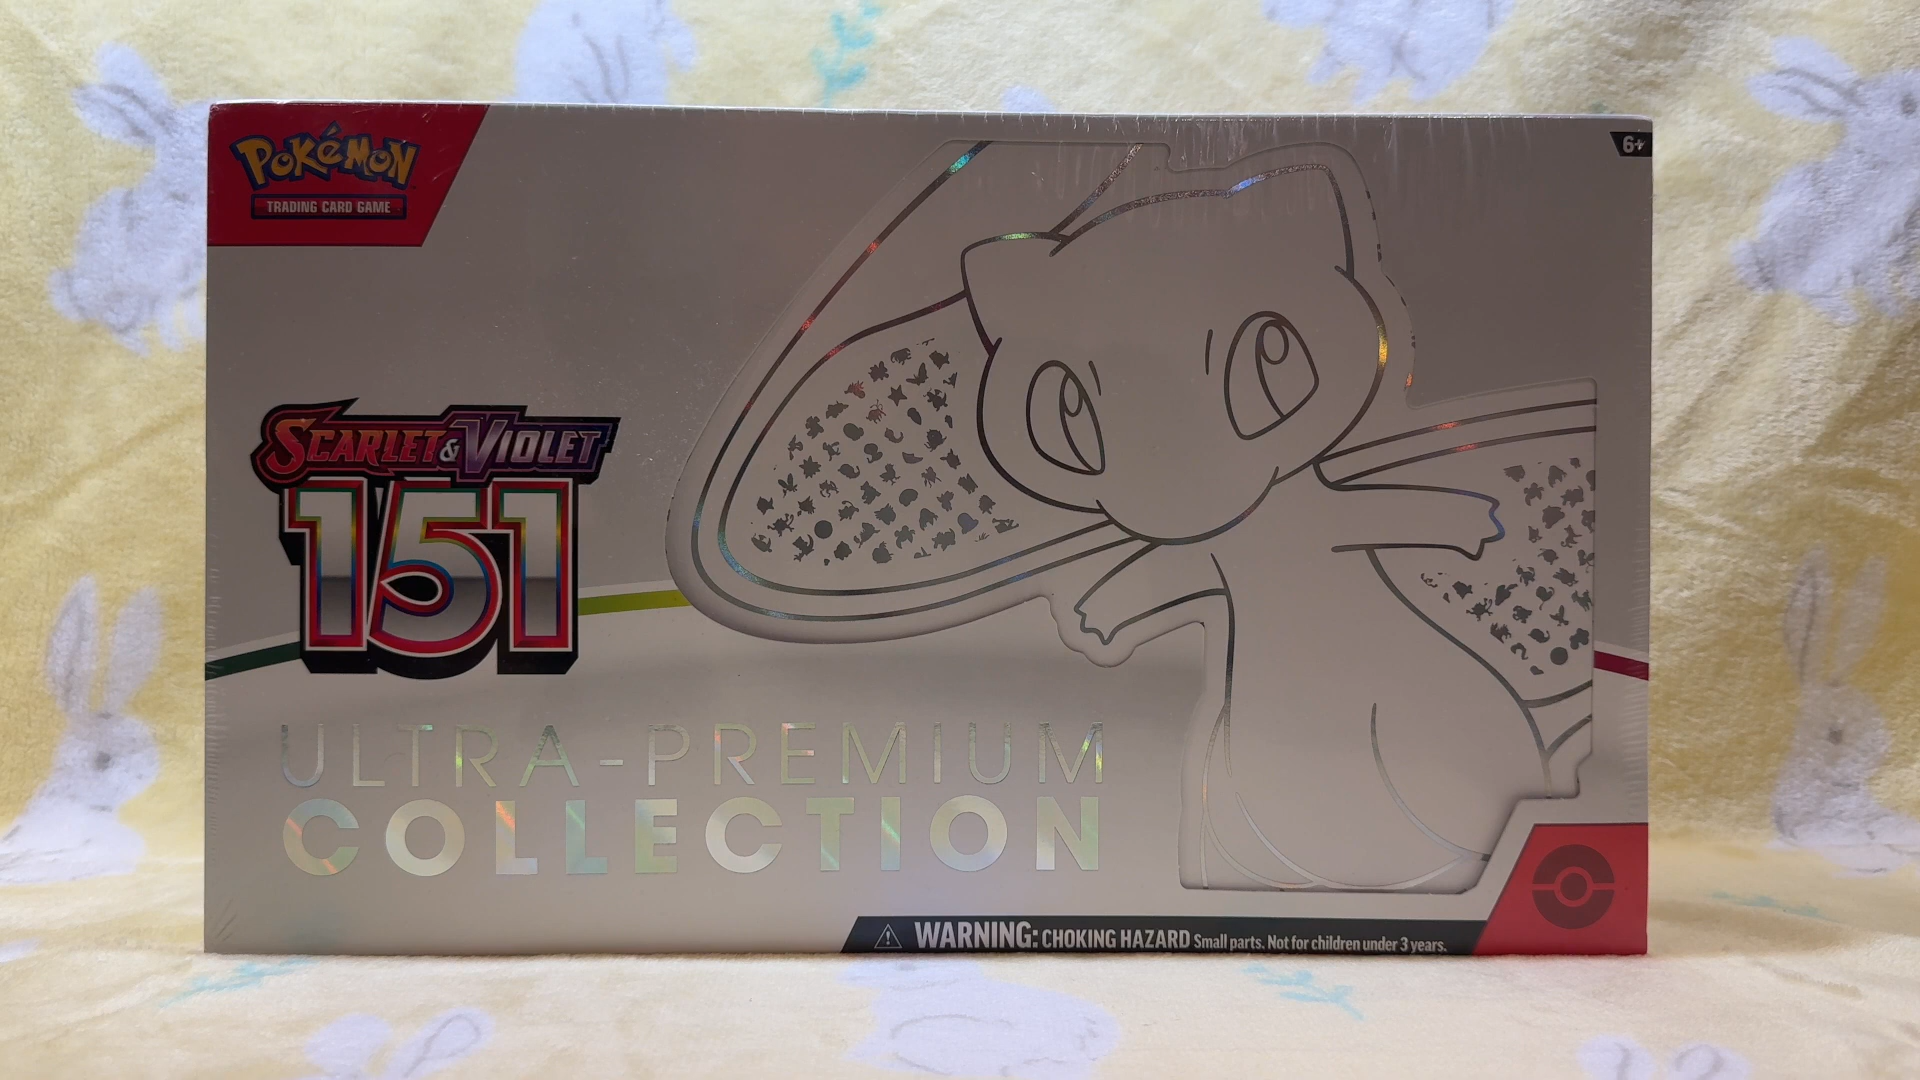 POKéMON
TRADING CARD GAME
6+
SCARLET & VIOLET
151
ULTRA-PREMIUM
COLLECTION
WARNING: CHOKING HAZARD Small parts. Not for children under 3 years.